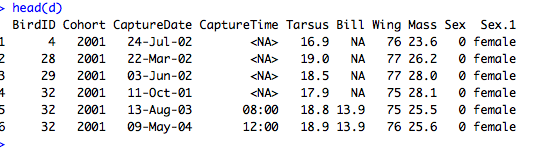 > head(d)
BirdID Cohort CaptureDate CaptureTime Tarsus Bill Wing Mass Sex Sex.1
1 4 2001 24-Jul-02 <NA> 16.9 NA 76 23.6 0 female
2 28 2001 22-Mar-02 <NA> 19.0 NA 77 26.2 0 female
3 29 2001 03-Jun-02 <NA> 18.5 NA 77 28.0 0 female
4 32 2001 11-Oct-01 <NA> 17.9 NA 75 28.1 0 female
5 32 2001 13-Aug-03 08:00 18.8 13.9 75 25.5 0 female
6 32 2001 09-May-04 12:00 18.9 13.9 76 25.6 0 female
>